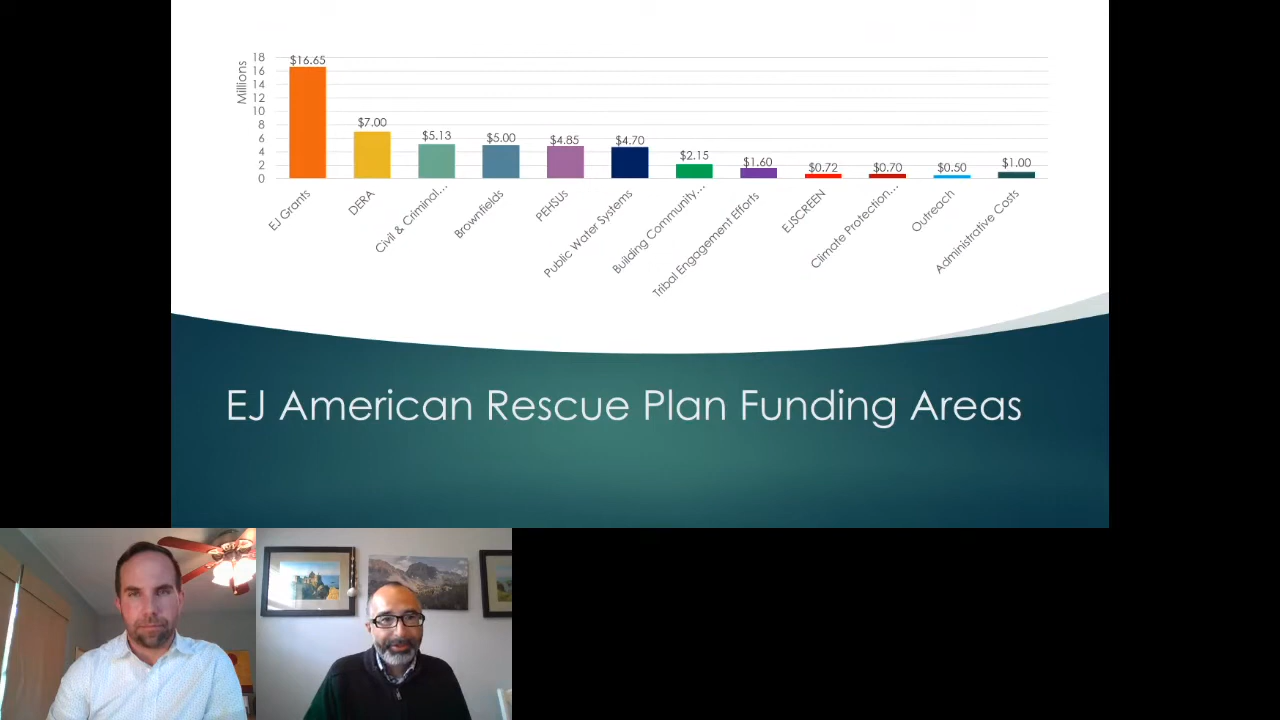 Millions
18
16
14
12
10
8
6
4
2
0
$16.65
$7.00
$5.13
$5.00
$4.85
$4.70
$2.15
$1.60
$0.72
$0.70
$0.50
$1.00
EJ Grants
DERA
Civil & Criminal...
Brownfields
PEHSUs
Public Water Systems
Building Community...
Tribal Engagement Efforts
EJSCREEN
Climate Protection...
Outreach
Administrative Costs
EJ American Rescue Plan Funding Areas